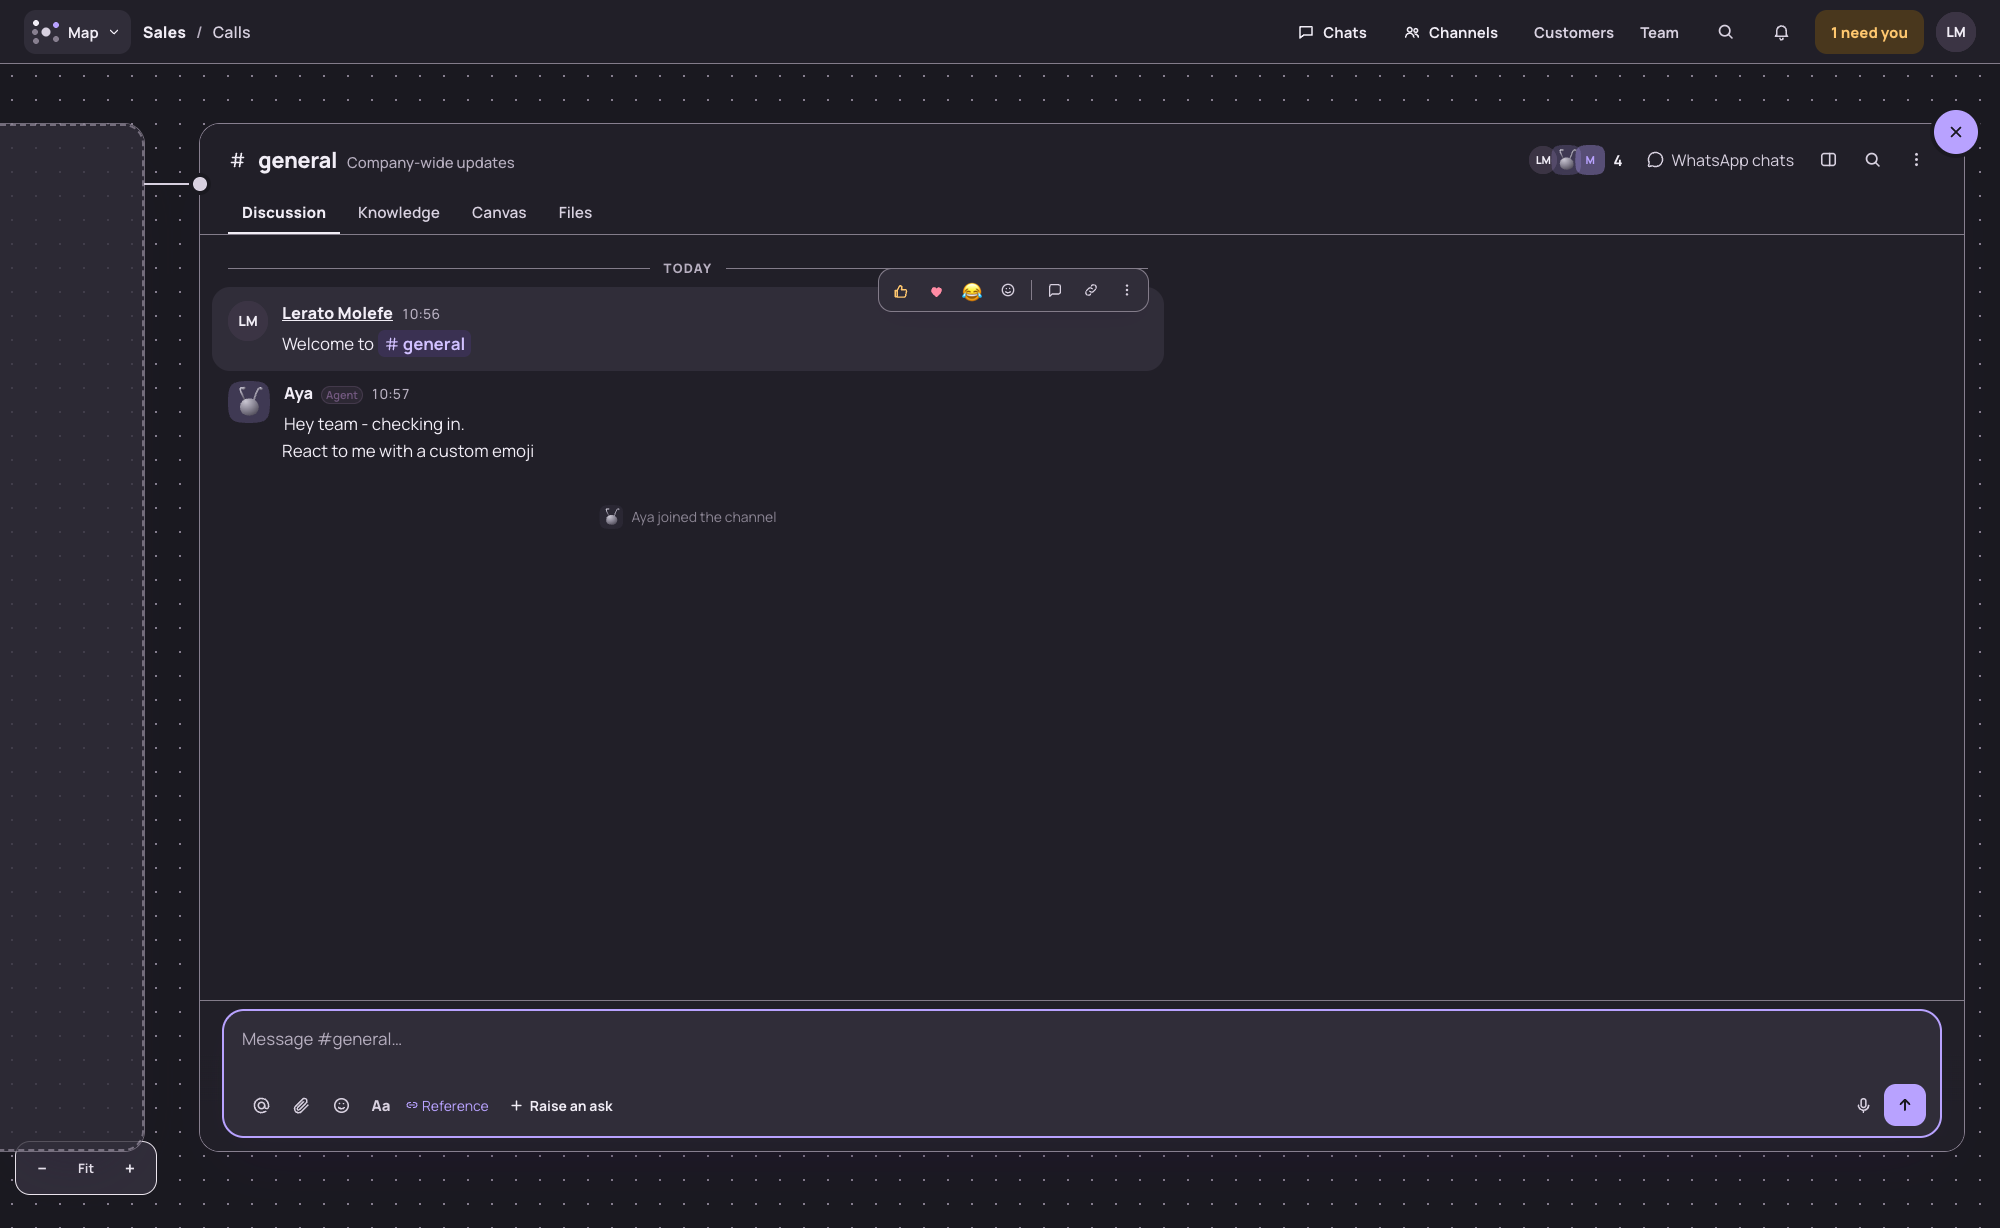 Map
Sales / Calls
Chats
Channels
Customers
Team
1 need you
LM
# general Company-wide updates
LM M 4 WhatsApp chats
Discussion Knowledge Canvas Files
TODAY
LM
Lerato Molefe 10:56
Welcome to # general
Aya Agent 10:57
Hey team - checking in.
React to me with a custom emoji
Aya joined the channel
Message #general…
Aa Reference + Raise an ask
− Fit +